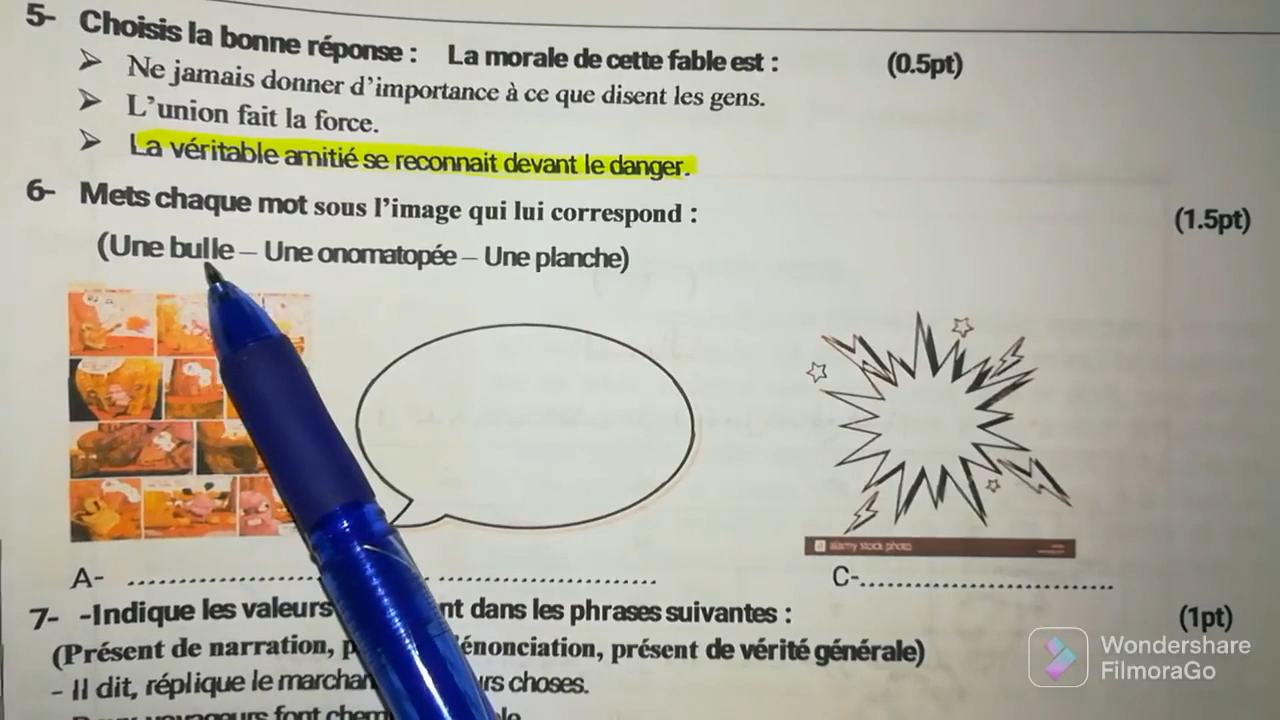 5- Choisis la bonne réponse : La morale de cette fable est : (0.5pt)
➢ Ne jamais donner d'importance à ce que disent les gens.
➢ L'union fait la force.
➢ La véritable amitié se reconnait devant le danger.
6- Mets chaque mot sous l'image qui lui correspond : (1.5pt)
(Une bulle – Une onomatopée – Une planche)
alamy stock photo
A- ........................... ...............................
C-....................................
7- -Indique les valeurs nt dans les phrases suivantes : (1pt)
(Présent de narration, p énonciation, présent de vérité générale)
- Il dit, réplique le marchan rs choses.
voyageurs font chem
Wondershare
FilmoraGo